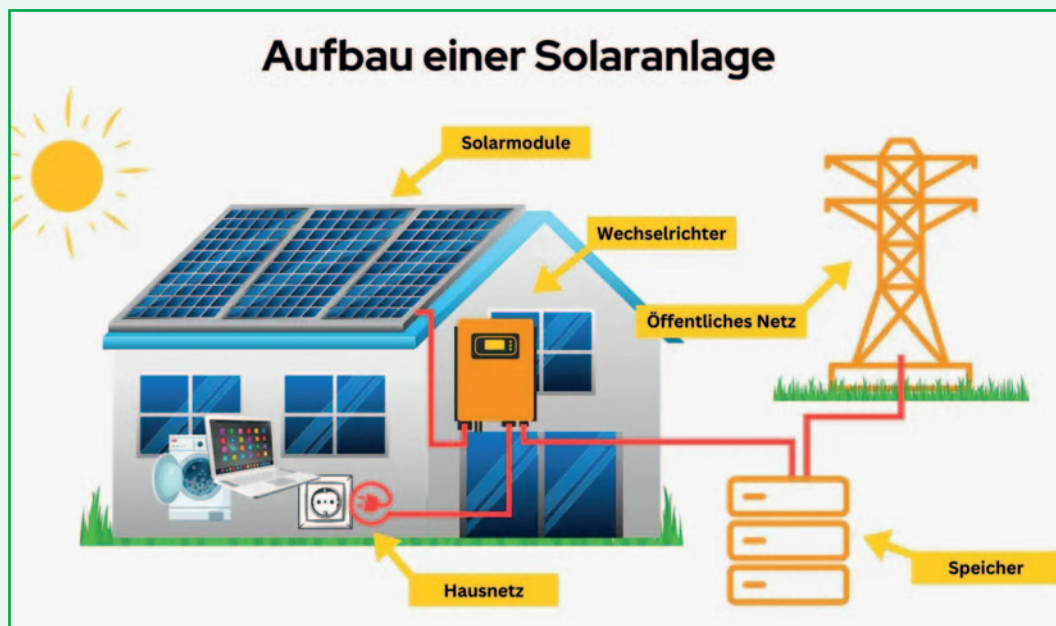 Aufbau einer Solaranlage
Solarmodule
Wechselrichter
Öffentliches Netz
Speicher
Hausnetz